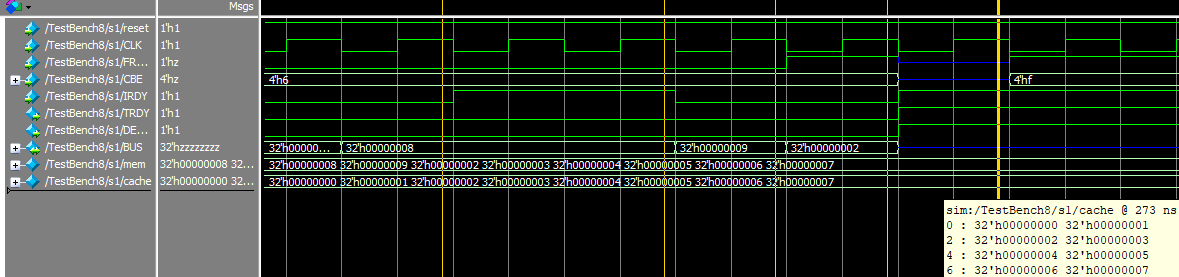 Msgs
/TestBench8/s1/reset 1'h1
/TestBench8/s1/CLK 1'h1
/TestBench8/s1/FR... 1'hz
/TestBench8/s1/CBE 4'hz 4'h6 4'hf
/TestBench8/s1/IRDY 1'h1
/TestBench8/s1/TRDY 1'h1
/TestBench8/s1/DE... 1'h1
/TestBench8/s1/BUS 32'hzzzzzzzz 32'h00000... 32'h00000008 32'h00000009 32'h00000002
/TestBench8/s1/mem 32'h00000008 32... 32'h00000008 32'h00000009 32'h00000002 32'h00000003 32'h00000004 32'h00000005 32'h00000006 32'h00000007
/TestBench8/s1/cache 32'h00000000 32... 32'h00000000 32'h00000001 32'h00000002 32'h00000003 32'h00000004 32'h00000005 32'h00000006 32'h00000007
sim:/TestBench8/s1/cache @ 273 ns
0 : 32'h00000000 32'h00000001
2 : 32'h00000002 32'h00000003
4 : 32'h00000004 32'h00000005
6 : 32'h00000006 32'h00000007